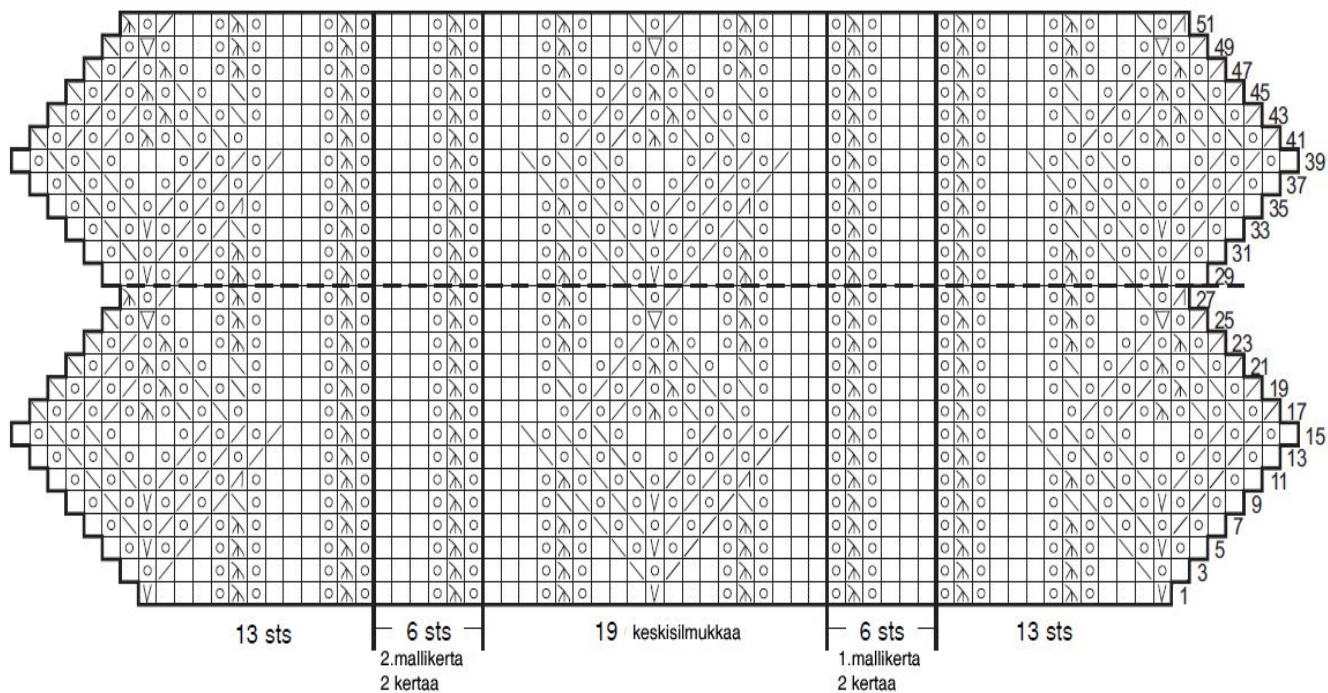 51
49
47
45
43
41
39
37
35
33
31
29
27
25
23
21
19
17
15
13
11
9
7
5
3
1
13 sts
6 sts
19 keskisilmukkaa
6 sts
13 sts
2.mallikerta
1.mallikerta
2 kertaa
2 kertaa